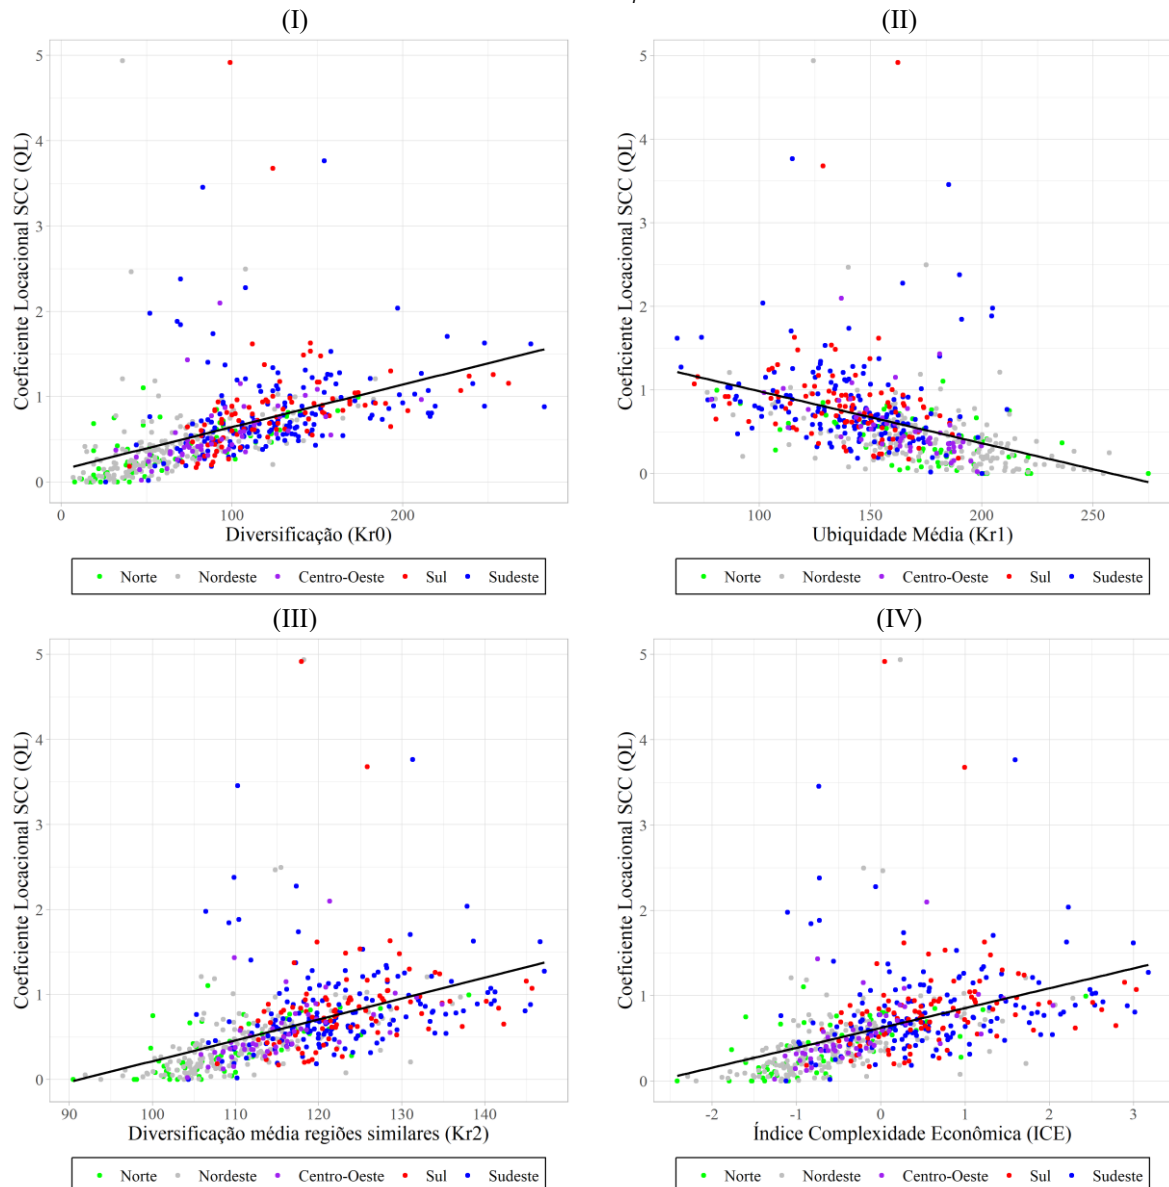 (I)
5
4
3
2
1
0
Coeficiente Locacional SCC (QL)
0 100 200
Diversificação (Kr0)
Norte Nordeste Centro-Oeste Sul Sudeste
(II)
5
4
3
2
1
0
Coeficiente Locacional SCC (QL)
100 150 200 250
Ubiquidade Média (Kr1)
Norte Nordeste Centro-Oeste Sul Sudeste
(III)
5
4
3
2
1
0
Coeficiente Locacional SCC (QL)
90 100 110 120 130 140
Diversificação média regiões similares (Kr2)
Norte Nordeste Centro-Oeste Sul Sudeste
(IV)
5
4
3
2
1
0
Coeficiente Locacional SCC (QL)
-2 -1 0 1 2 3
Índice Complexidade Econômica (ICE)
Norte Nordeste Centro-Oeste Sul Sudeste